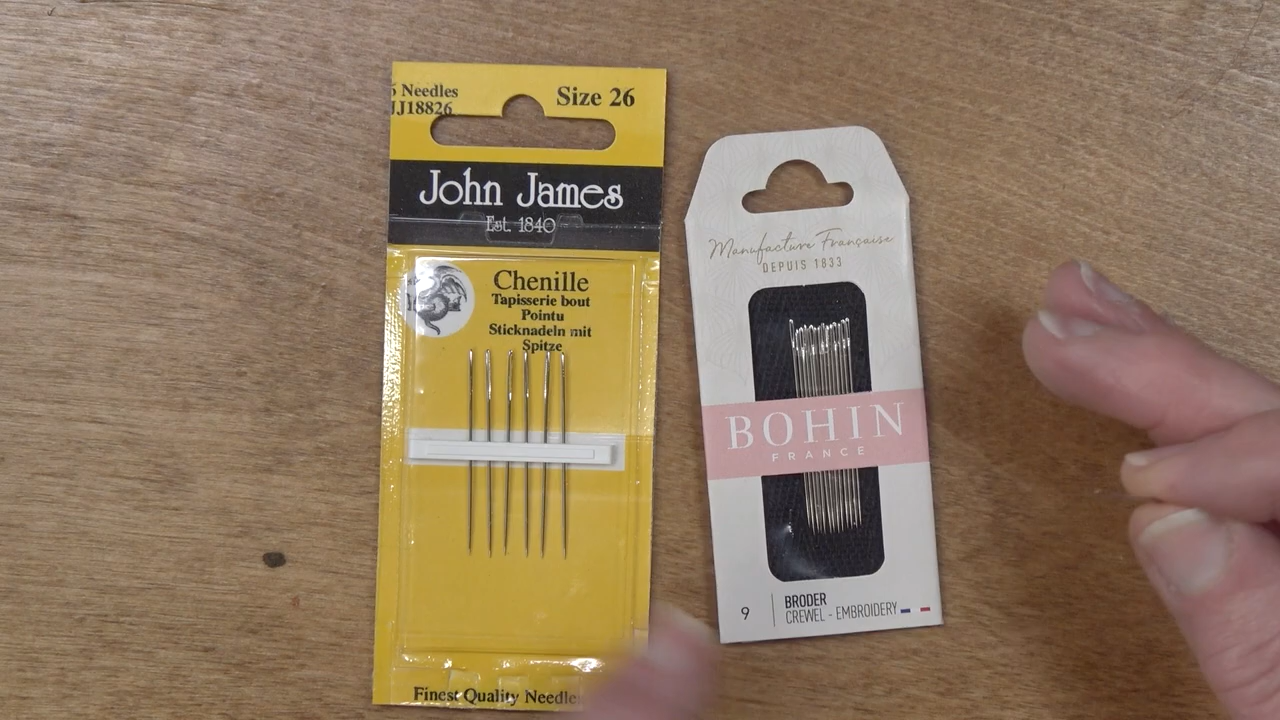 Needles
JJ18826
Size 26
John James
Est. 1840
Chenille
Tapisserie bout
Pointu
Sticknadeln mit
Spitze
Finest Quality Needle
Manufacture Française
DEPUIS 1833
BOHIN
FRANCE
9
BRODER
CREWEL - EMBROIDERY